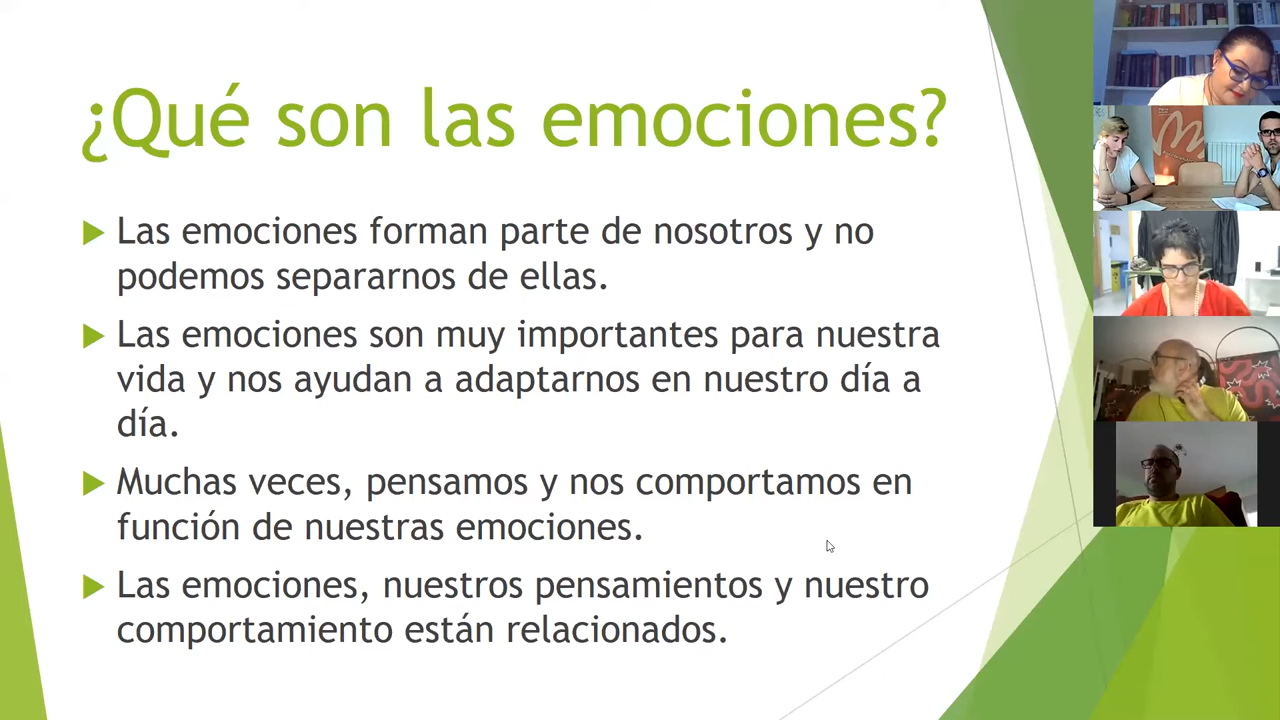 ¿Qué son las emociones?
Las emociones forman parte de nosotros y no
podemos separarnos de ellas.
Las emociones son muy importantes para nuestra
vida y nos ayudan a adaptarnos en nuestro día a
día.
Muchas veces, pensamos y nos comportamos en
función de nuestras emociones.
Las emociones, nuestros pensamientos y nuestro
comportamiento están relacionados.